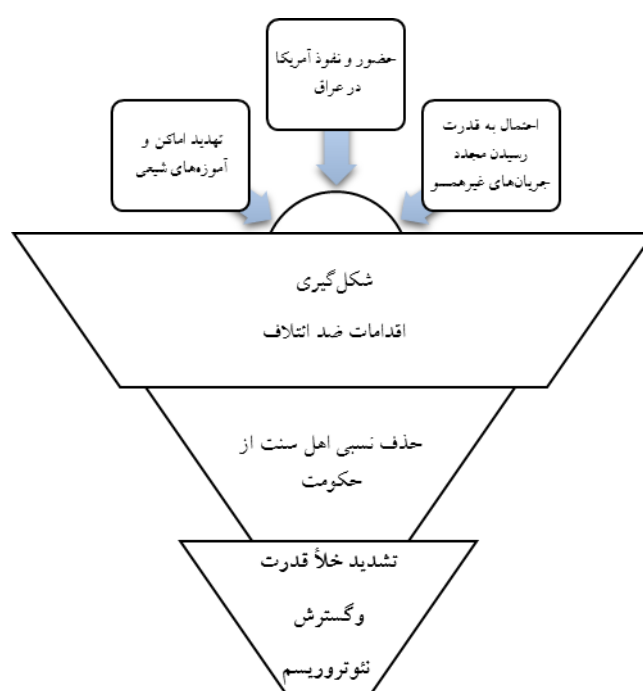 حضور و نفوذ آمریکا
در عراق
احتمال به قدرت
رسیدن مجدد
جریان‌های غیرهمسو
تهدید اماکن و
آموزه‌های شیعی
شکل‌گیری
اقدامات ضد ائتلاف
حذف نسبی اهل سنت از
حکومت
تشدید خلأ قدرت
وگسترش
نئوتروریسم